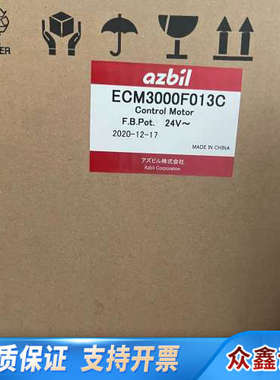 azbil
ECM3000F013C
Control Motor
F.B.Pot. 24V～
2020-12-17
MADE IN CHINA
アズビル株式会社
Azbil Corporation
质保证 支持开票 众鑫